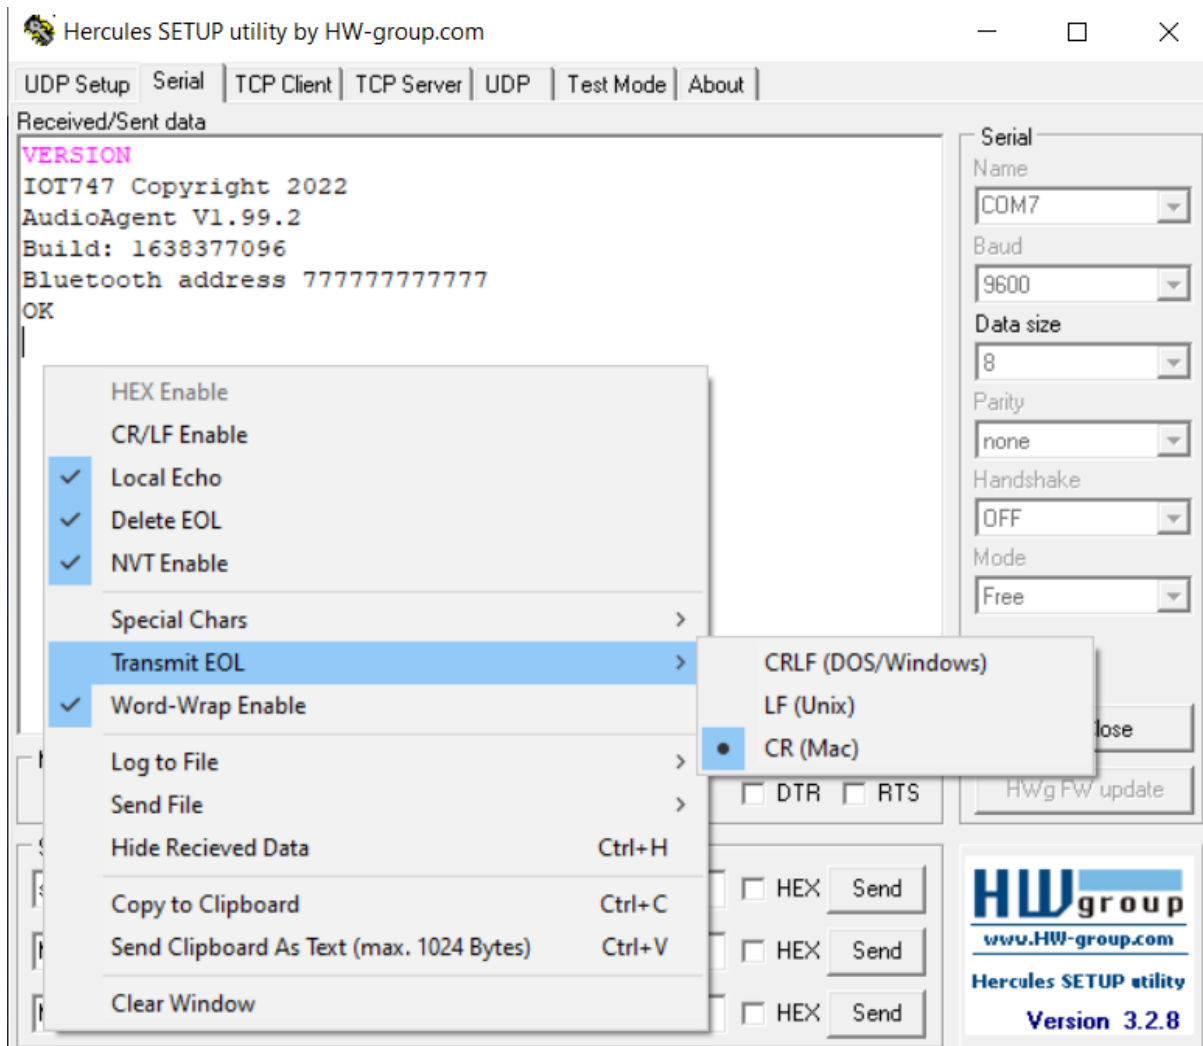 Hercules SETUP utility by HW-group.com
UDP Setup Serial TCP Client TCP Server UDP Test Mode About
Received/Sent data
VERSION
IOT747 Copyright 2022
AudioAgent V1.99.2
Build: 1638377096
Bluetooth address 777777777777
OK
HEX Enable
CR/LF Enable
Local Echo
Delete EOL
NVT Enable
Special Chars
Transmit EOL
Word-Wrap Enable
Log to File
Send File
Hide Recieved Data Ctrl+H
Copy to Clipboard Ctrl+C
Send Clipboard As Text (max. 1024 Bytes) Ctrl+V
Clear Window
CRLF (DOS/Windows)
LF (Unix)
CR (Mac)
DTR RTS
HEX Send
HEX Send
HEX Send
Serial
Name
COM7
Baud
9600
Data size
8
Parity
none
Handshake
OFF
Mode
Free
HWg FW update
HWgroup
www.HW-group.com
Hercules SETUP utility
Version 3.2.8